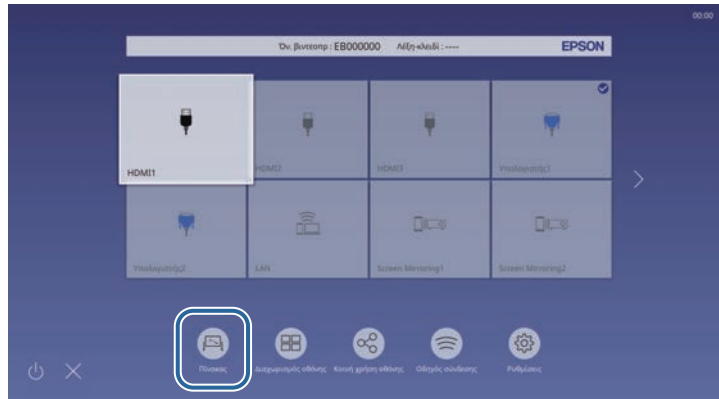 00:00
Όν. βιντεοπρ : EB000000 Λέξη-κλειδί : ---- EPSON
HDMI1 HDMI2 HDMI3 Υπολογιστής1
Υπολογιστής2 LAN Screen Mirroring1 Screen Mirroring2
Πίνακας Διαχωρισμός οθόνης Κοινή χρήση οθόνης Οδηγός σύνδεσης Ρυθμίσεις